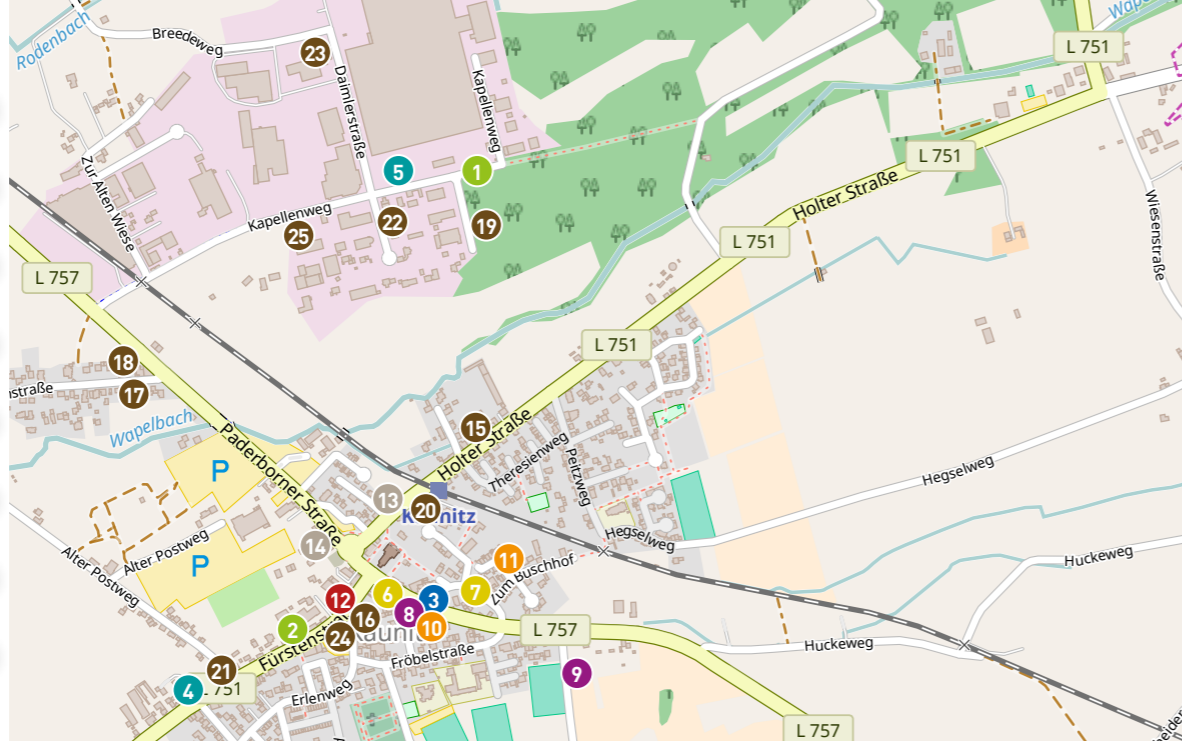 Rodenbach
Breedeweg
23
Daimlerstraße
Kapellenweg
L 751
L 751
Zur Alten Wiese
5
1
Holter Straße
Wiesenstraße
Kapellenweg
22
19
25
L 751
L 757
L 751
18
17
Wapelbach
15
Holter Straße
Paderborner Straße
P
Theresienweg
Peitzweg
Hegselweg
13
20
Hegselweg
14
Alter Postweg
Alter Postweg
P
11
Zum Buschhof
Huckeweg
12
6
3
7
8
16
10
2
24
L 757
Huckeweg
Fröbelstraße
21
9
4
L 751
Erlenweg
L 757